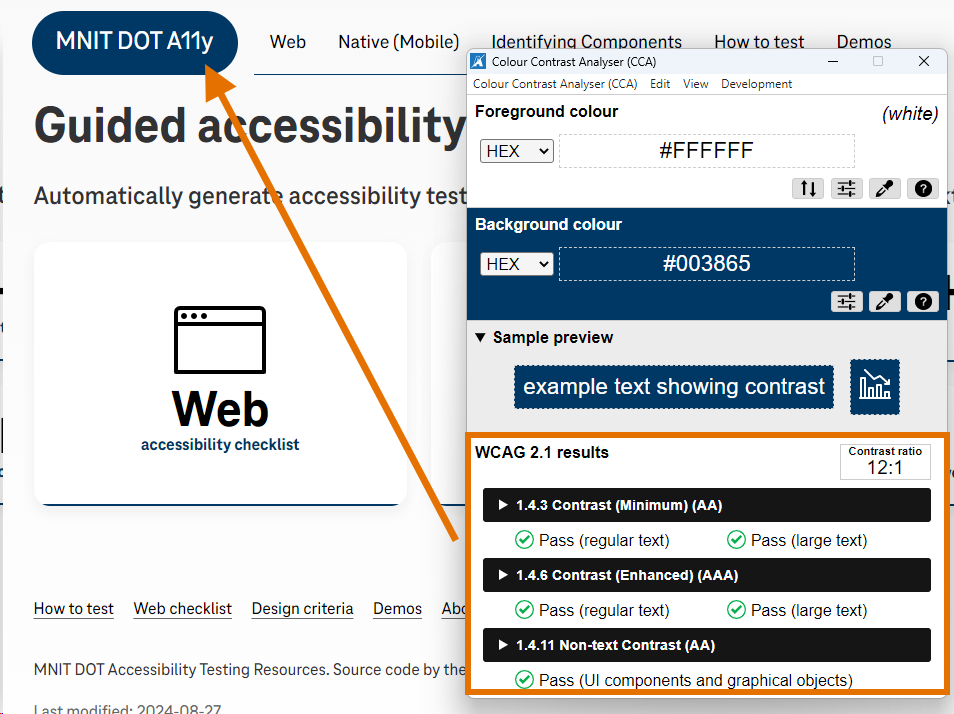 MNIT DOT A11y
Web
Native (Mobile)
Identifying Components
How to test
Demos
Guided accessibility
Automatically generate accessibility test
Web
accessibility checklist
How to test
Web checklist
Design criteria
Demos
MNIT DOT Accessibility Testing Resources. Source code by the
Last modified: 2024-08-27
Colour Contrast Analyser (CCA)
Colour Contrast Analyser (CCA) Edit View Development
Foreground colour
(white)
HEX
#FFFFFF
Background colour
HEX
#003865
▼ Sample preview
example text showing contrast
WCAG 2.1 results
Contrast ratio
12:1
1.4.3 Contrast (Minimum) (AA)
Pass (regular text) Pass (large text)
1.4.6 Contrast (Enhanced) (AAA)
Pass (regular text) Pass (large text)
1.4.11 Non-text Contrast (AA)
Pass (UI components and graphical objects)